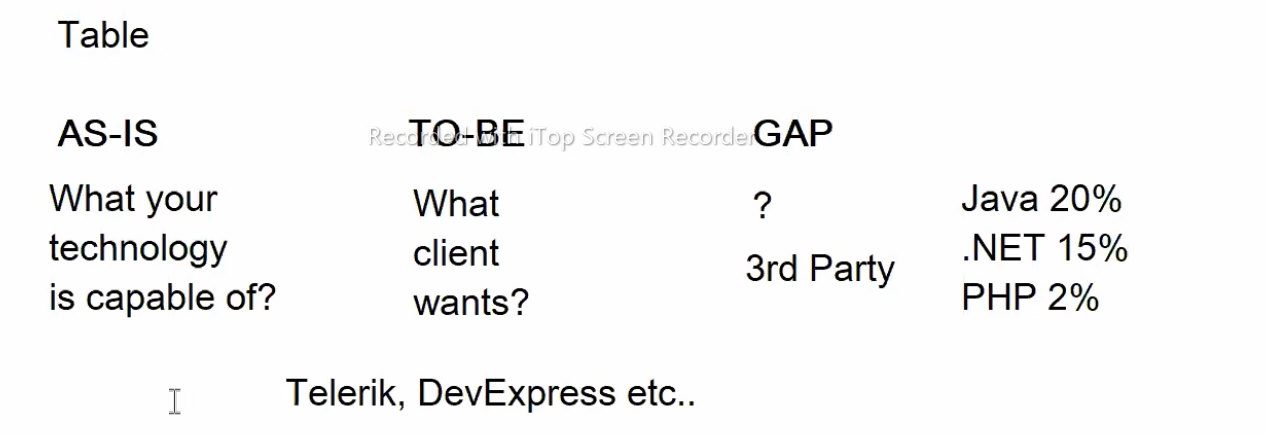 Table
AS-IS TO-BE GAP
Recorded with iTop Screen Recorder
What your
technology
is capable of?
What
client
wants?
?
3rd Party
Java 20%
.NET 15%
PHP 2%
Telerik, DevExpress etc..